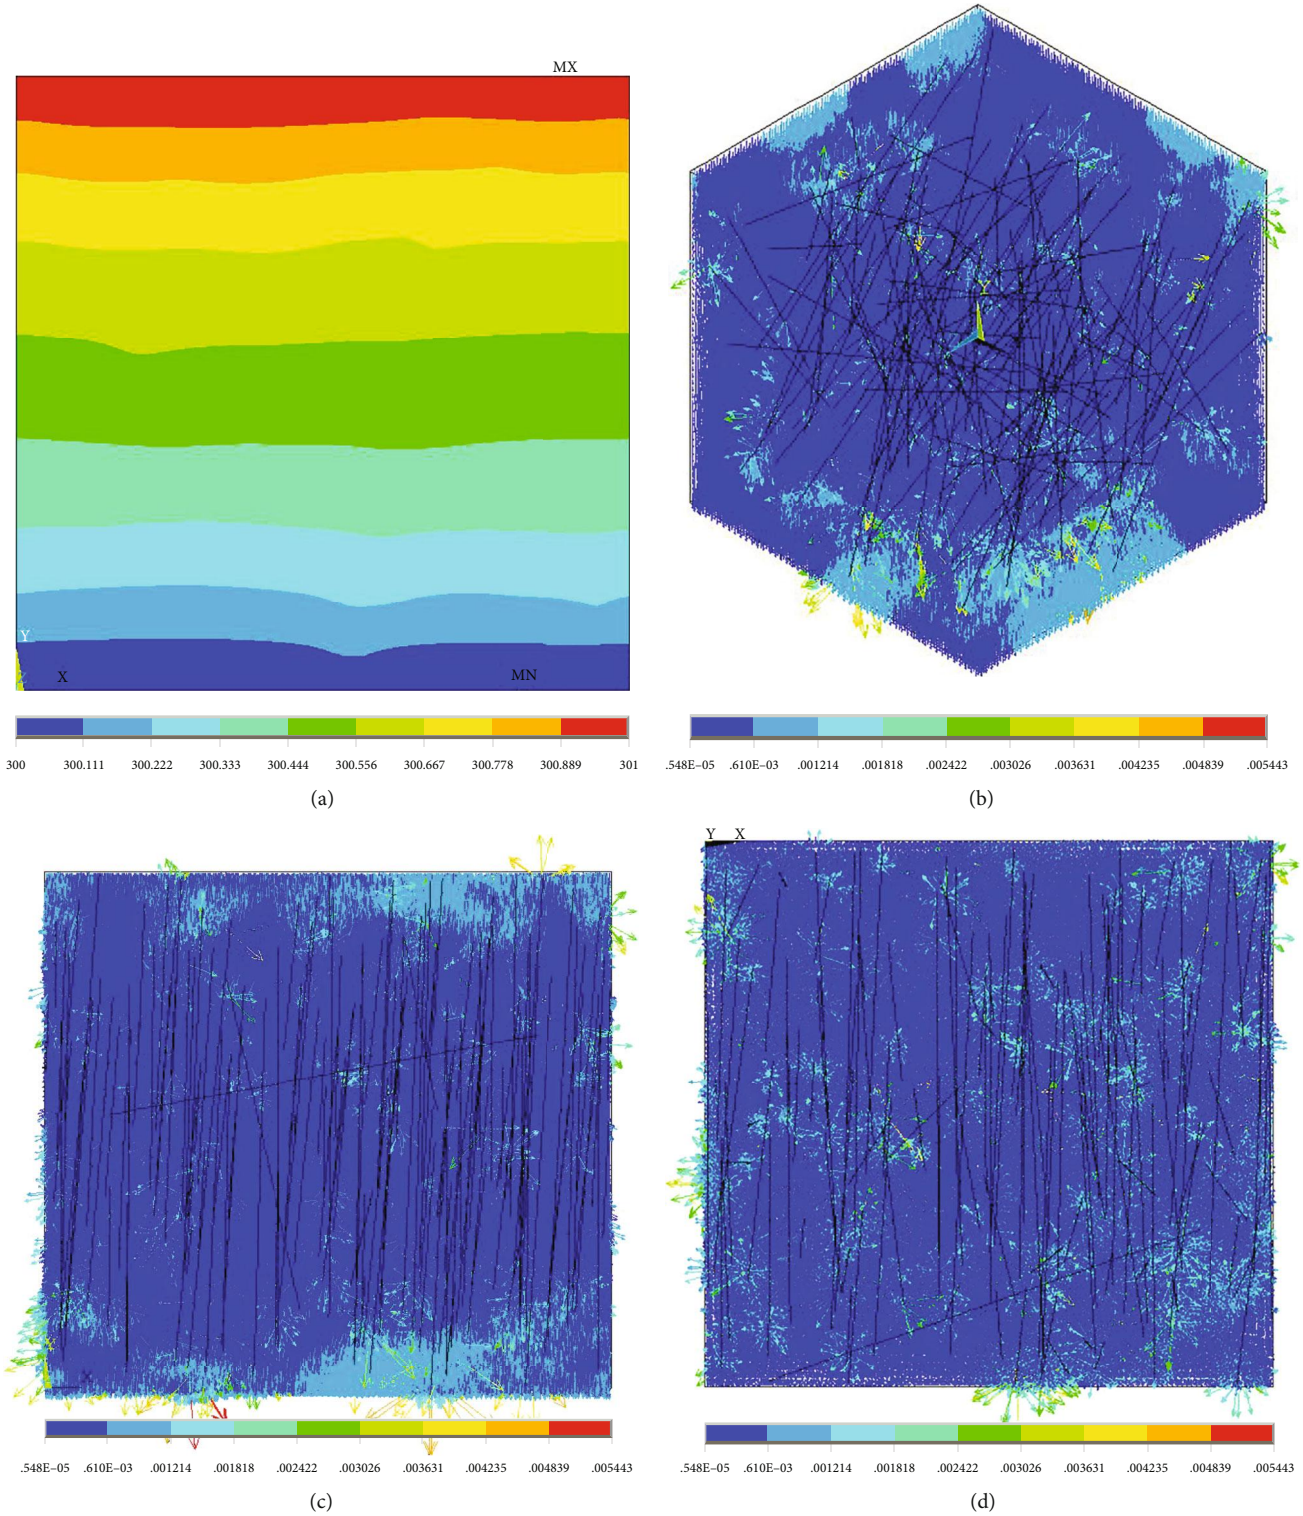 MX
Y
X
MN
300 300.111 300.222 300.333 300.444 300.556 300.667 300.778 300.889 301
(a)
Y
.548E–05 .610E–03 .001214 .001818 .002422 .003026 .003631 .004235 .004839 .005443
(b)
.548E–05 .610E–03 .001214 .001818 .002422 .003026 .003631 .004235 .004839 .005443
(c)
Y X
.548E–05 .610E–03 .001214 .001818 .002422 .003026 .003631 .004235 .004839 .005443
(d)